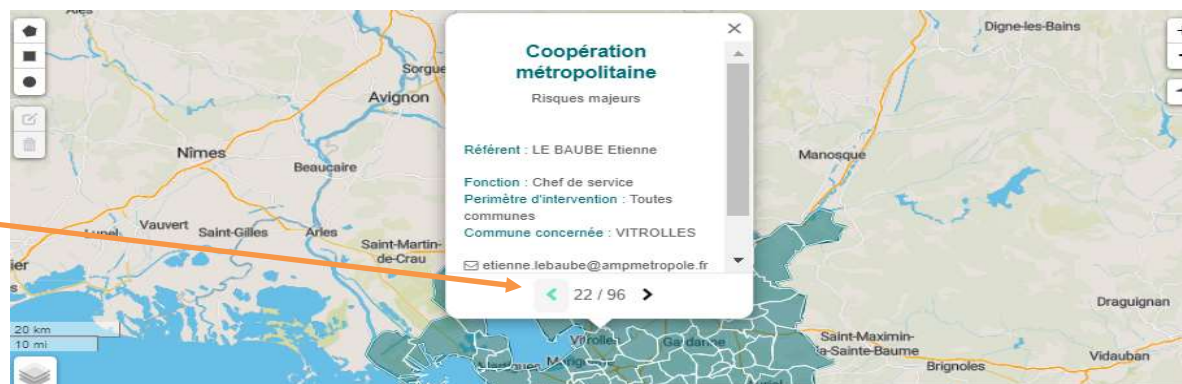 Digne-les-Bains
Coopération
métropolitaine
Risques majeurs
Avignon
Référent : LE BAUBE Etienne
Nîmes
Manosque
Beaucaire
Fonction : Chef de service
Perimètre d'intervention : Toutes
communes
Vauvert
Saint-Gilles
Arles
Commune concernée : VITROLLES
Saint-Martin-
de-Crau
etienne.lebaube@ampmetropole.fr
22 / 96
Draguignan
20 km
10 mi
Vitrolles
Gardanne
Saint-Maximin-
la-Sainte-Baume
Martigues
Vidauban
Brignoles